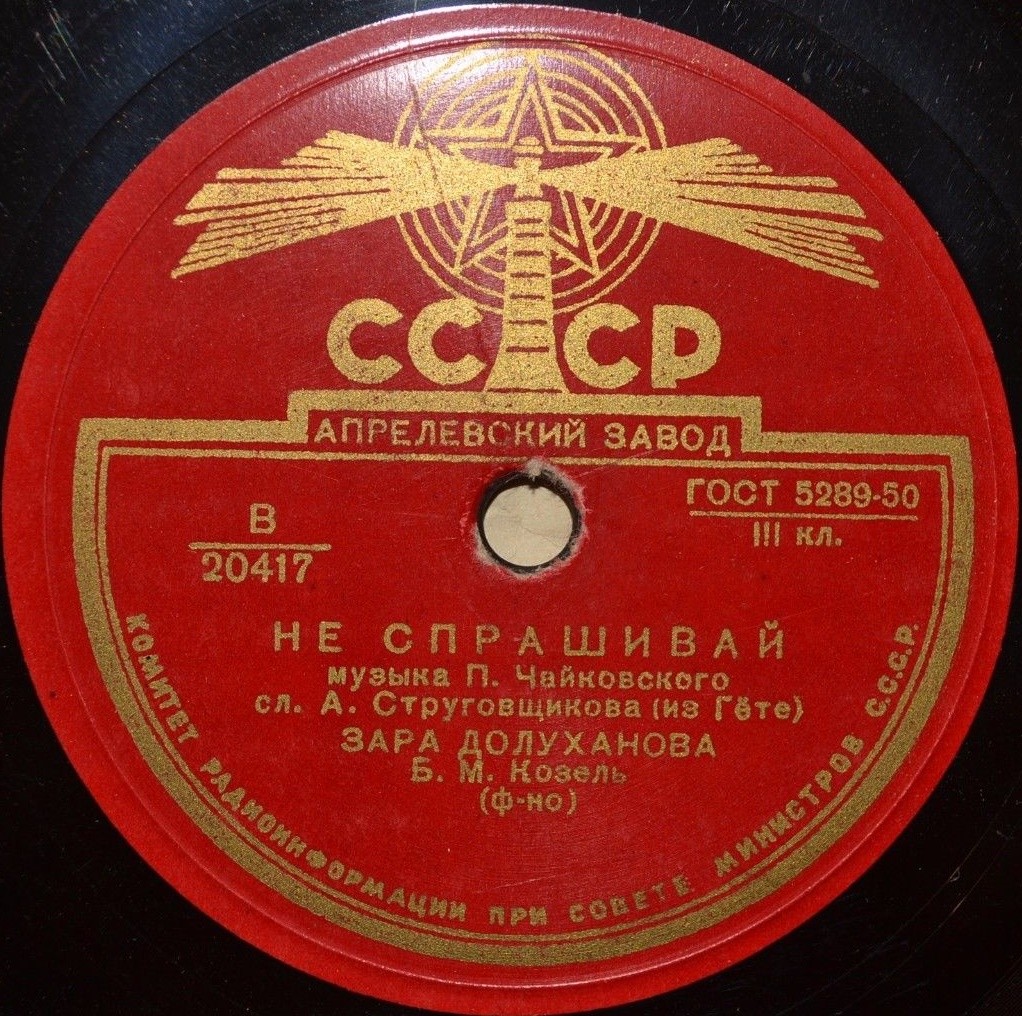 СССР
АПРЕЛЕВСКИЙ ЗАВОД
В
20417
ГОСТ 5289-50
III кл.
НЕ СПРАШИВАЙ
музыка П. Чайковского
сл. А. Струговщикова (из Гёте)
ЗАРА ДОЛУХАНОВА
Б. М. Козель
(ф-но)
КОМИТЕТ РАДИОИНФОРМАЦИИ ПРИ СОВЕТЕ МИНИСТРОВ С.С.С.Р.